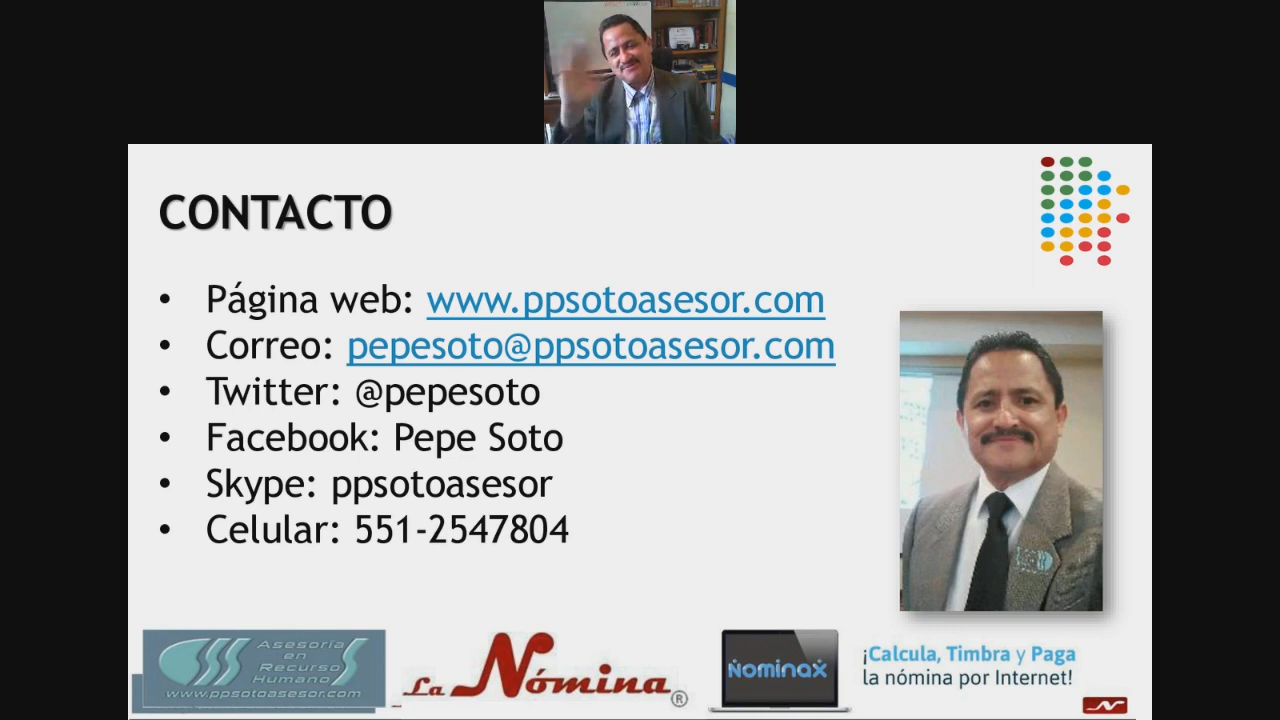 CONTACTO
• Página web: www.ppsotoasesor.com
• Correo: pepesoto@ppsotoasesor.com
• Twitter: @pepesoto
• Facebook: Pepe Soto
• Skype: ppsotoasesor
• Celular: 551-2547804
Asesoría
en
Recursos
Humanos
www.ppsotoasesor.com
La Nómina®
Nominax
¡Calcula, Timbra y Paga
la nómina por Internet!